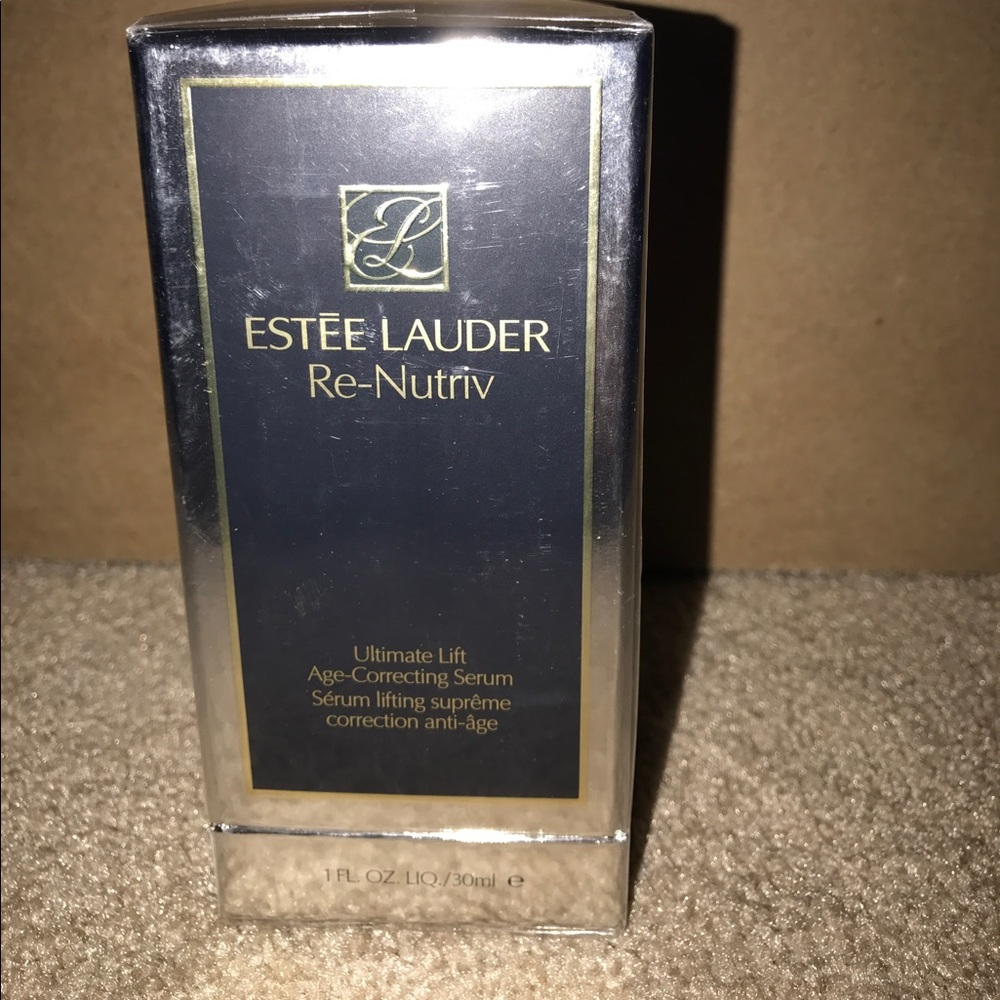 EL
ESTĒE LAUDER
Re-Nutriv
Ultimate Lift
Age-Correcting Serum
Sérum lifting suprême
correction anti-âge
1 FL. OZ. LIQ./30ml ℮